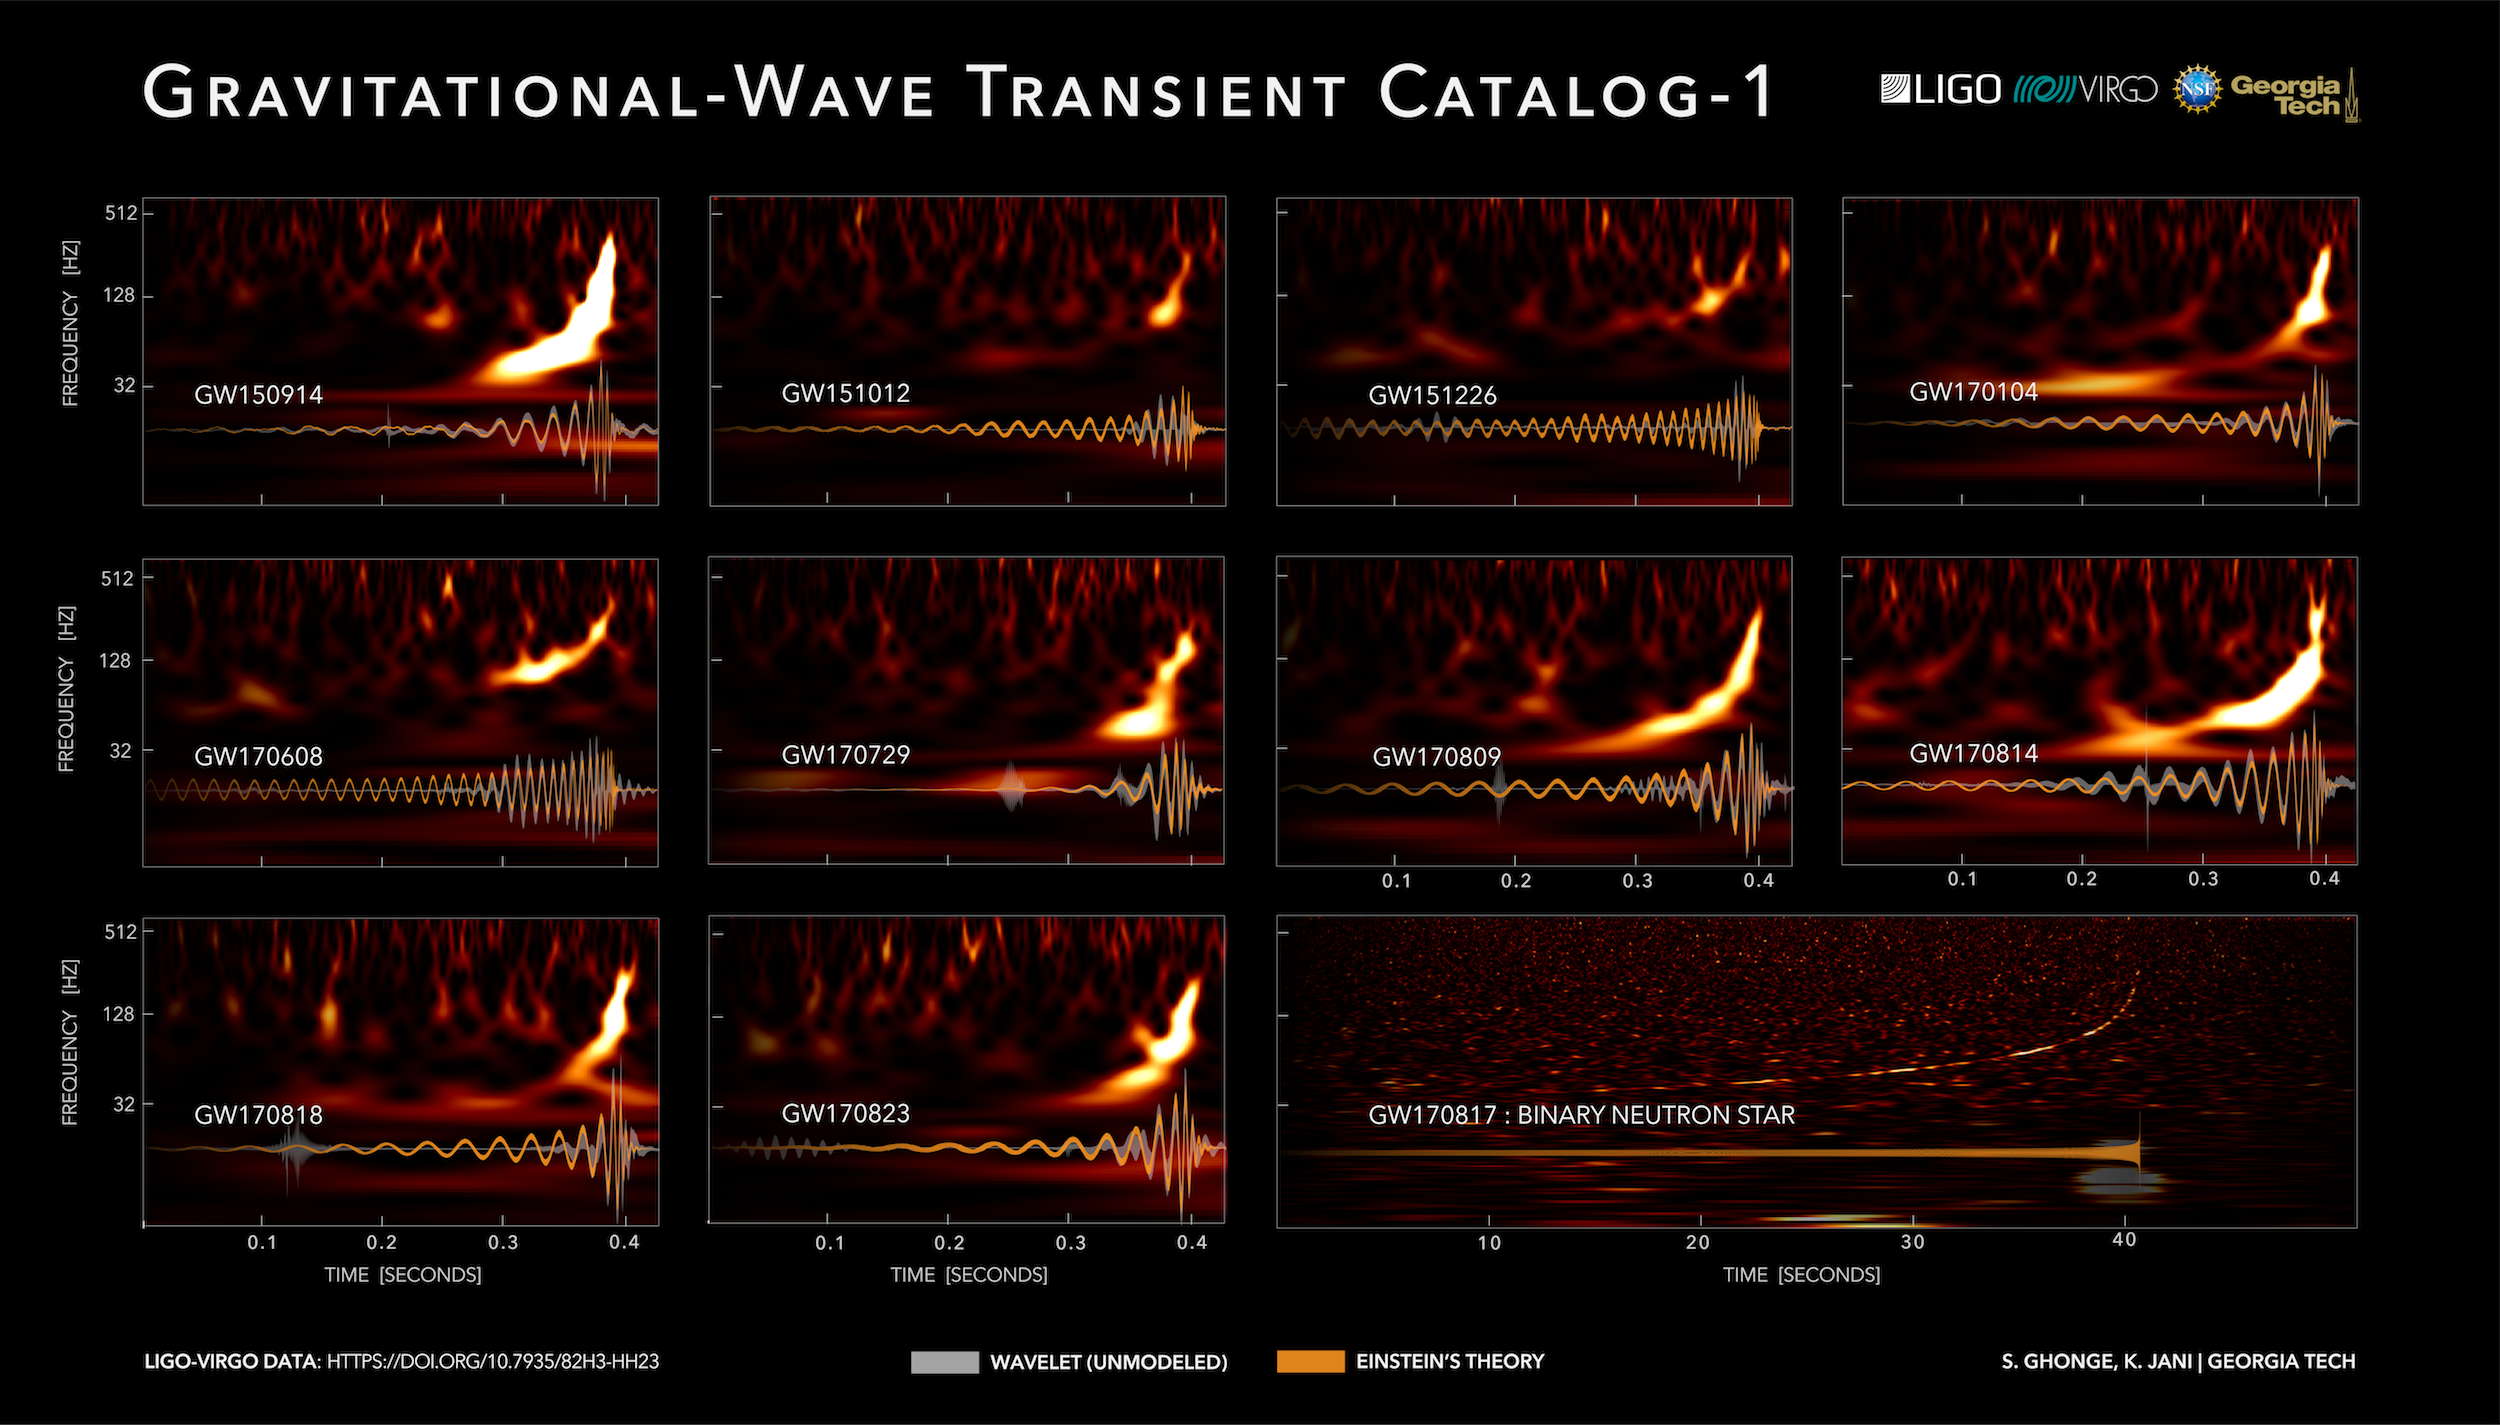 GRAVITATIONAL-WAVE TRANSIENT CATALOG-1
LIGO
VIRGO
NSF
Georgia
Tech
FREQUENCY [HZ]
512
128
32
GW150914
GW151012
GW151226
GW170104
FREQUENCY [HZ]
512
128
32
GW170608
GW170729
GW170809
GW170814
0.1 0.2 0.3 0.4
0.1 0.2 0.3 0.4
FREQUENCY [HZ]
512
128
32
GW170818
GW170823
GW170817 : BINARY NEUTRON STAR
0.1 0.2 0.3 0.4
0.1 0.2 0.3 0.4
10 20 30 40
TIME [SECONDS]
TIME [SECONDS]
TIME [SECONDS]
LIGO-VIRGO DATA: HTTPS://DOI.ORG/10.7935/82H3-HH23
WAVELET (UNMODELED)
EINSTEIN'S THEORY
S. GHONGE, K. JANI | GEORGIA TECH